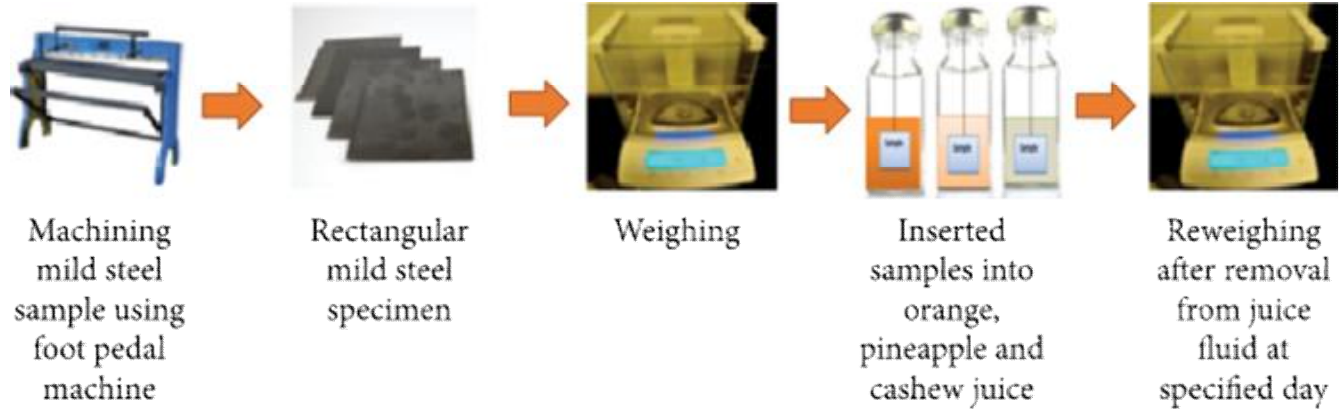 Machining
mild steel
sample using
foot pedal
machine
Rectangular
mild steel
specimen
Weighing
Inserted
samples into
orange,
pineapple and
cashew juice
Reweighing
after removal
from juice
fluid at
specified day